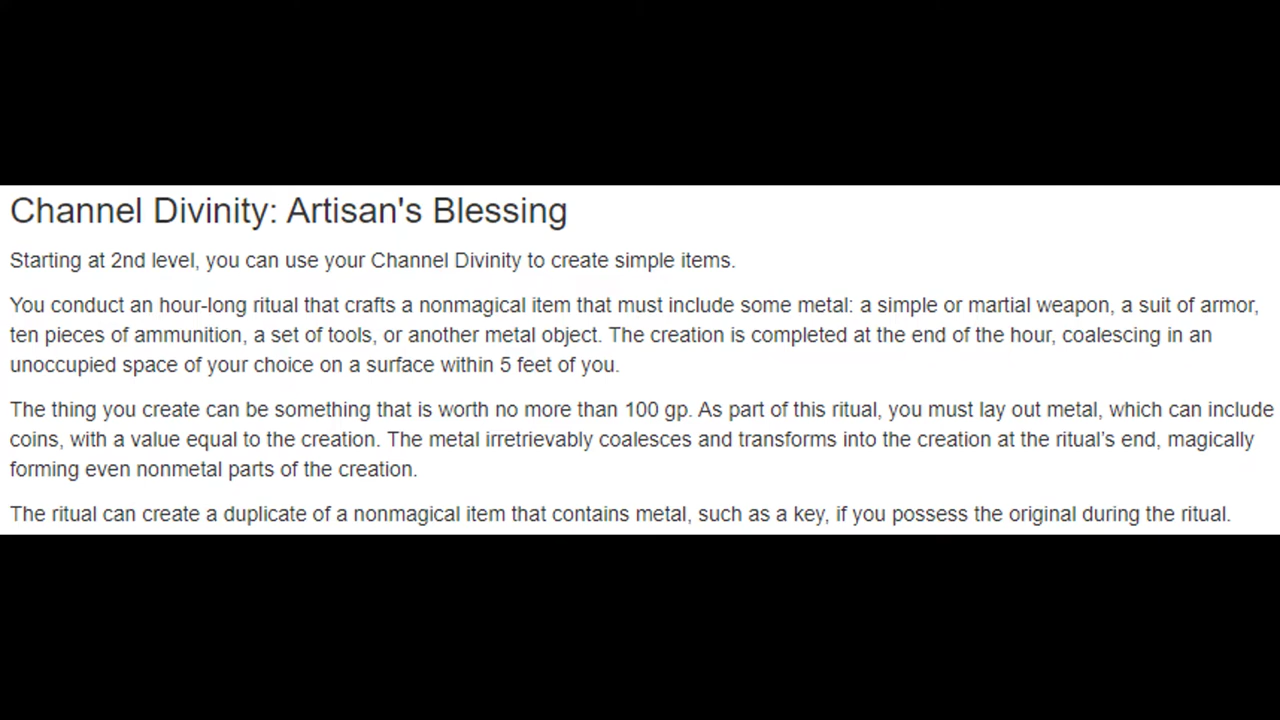 Channel Divinity: Artisan's Blessing
Starting at 2nd level, you can use your Channel Divinity to create simple items.
You conduct an hour-long ritual that crafts a nonmagical item that must include some metal: a simple or martial weapon, a suit of armor,
ten pieces of ammunition, a set of tools, or another metal object. The creation is completed at the end of the hour, coalescing in an
unoccupied space of your choice on a surface within 5 feet of you.
The thing you create can be something that is worth no more than 100 gp. As part of this ritual, you must lay out metal, which can include
coins, with a value equal to the creation. The metal irretrievably coalesces and transforms into the creation at the ritual’s end, magically
forming even nonmetal parts of the creation.
The ritual can create a duplicate of a nonmagical item that contains metal, such as a key, if you possess the original during the ritual.